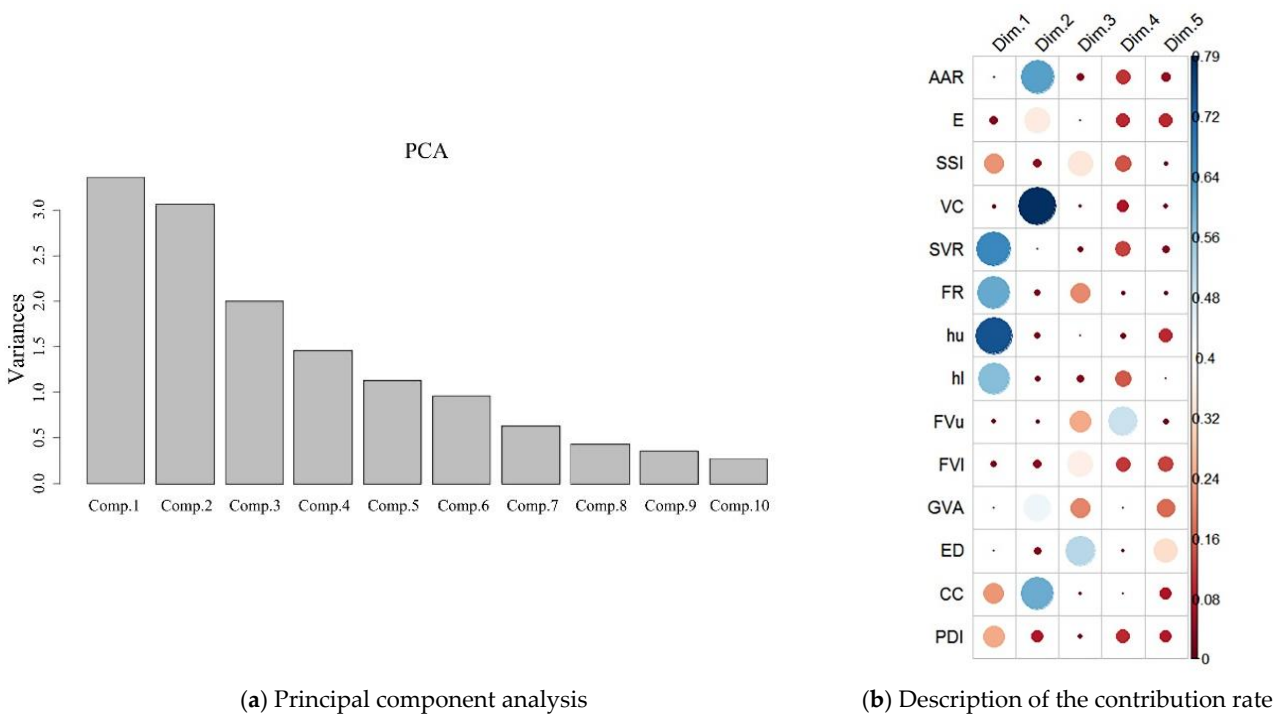 PCA
Variances
3.0
2.5
2.0
1.5
1.0
0.5
0.0
Comp.1 Comp.2 Comp.3 Comp.4 Comp.5 Comp.6 Comp.7 Comp.8 Comp.9 Comp.10
(a) Principal component analysis
Dim.1 Dim.2 Dim.3 Dim.4 Dim.5
AAR
E
SSI
VC
SVR
FR
hu
hl
FVu
FVl
GVA
ED
CC
PDI
0.79
0.72
0.64
0.56
0.48
0.4
0.32
0.24
0.16
0.08
0
(b) Description of the contribution rate